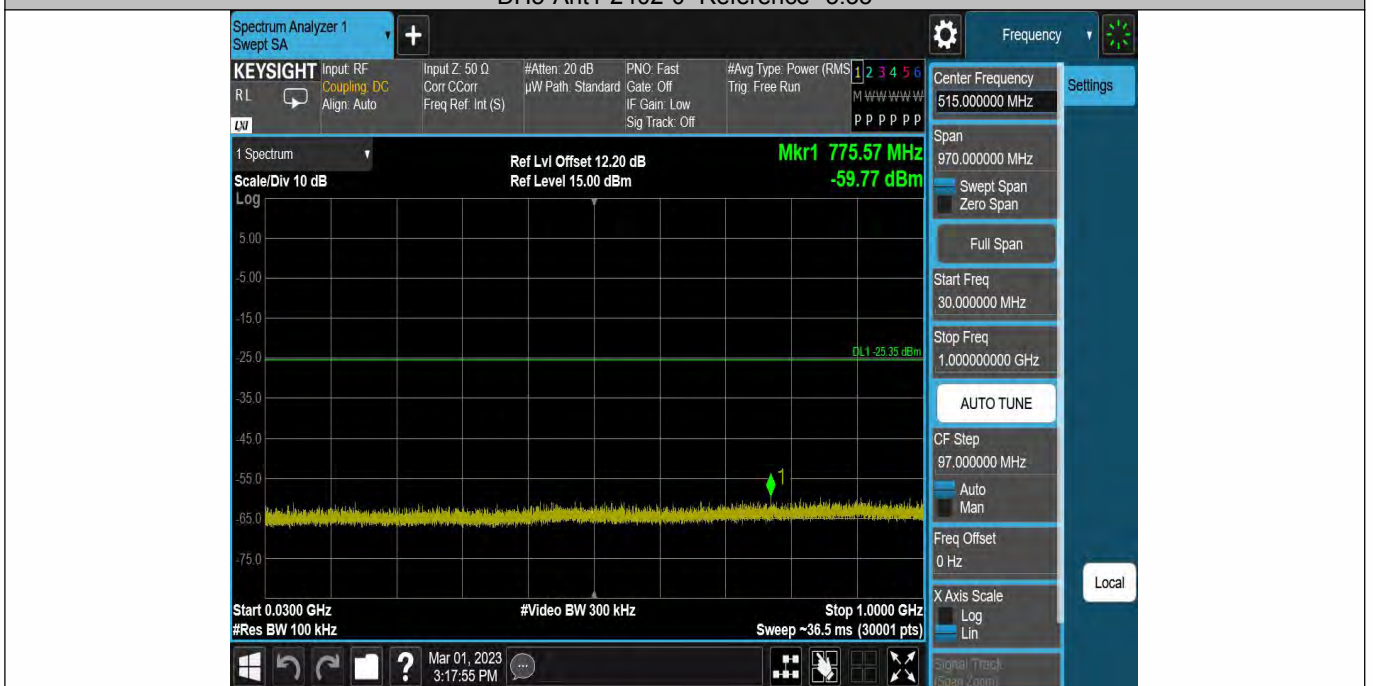 Spectrum Analyzer 1
Swept SA
+
Frequency
KEYSIGHT
RL
LXI
Input: RF
Coupling: DC
Align: Auto
Input Z: 50 Ω
Corr CCorr
Freq Ref: Int (S)
#Atten: 20 dB
µW Path: Standard
PNO: Fast
Gate: Off
IF Gain: Low
Sig Track: Off
#Avg Type: Power (RMS
Trig: Free Run
1 2 3 4 5 6
M W W W W W
P P P P P P
Center Frequency
515.000000 MHz
Settings
Span
970.000000 MHz
Swept Span
Zero Span
Full Span
Start Freq
30.000000 MHz
Stop Freq
1.000000000 GHz
AUTO TUNE
CF Step
97.000000 MHz
Auto
Man
Freq Offset
0 Hz
X Axis Scale
Log
Lin
Signal Track
(Span Zoom)
Local
1 Spectrum
Scale/Div 10 dB
Log
Ref Lvl Offset 12.20 dB
Ref Level 15.00 dBm
Mkr1 775.57 MHz
-59.77 dBm
5.00
-5.00
-15.0
-25.0
DL1 -25.35 dBm
-35.0
-45.0
-55.0
1
-65.0
-75.0
Start 0.0300 GHz
#Video BW 300 kHz
Stop 1.0000 GHz
#Res BW 100 kHz
Sweep ~36.5 ms (30001 pts)
?
Mar 01, 2023
3:17:55 PM